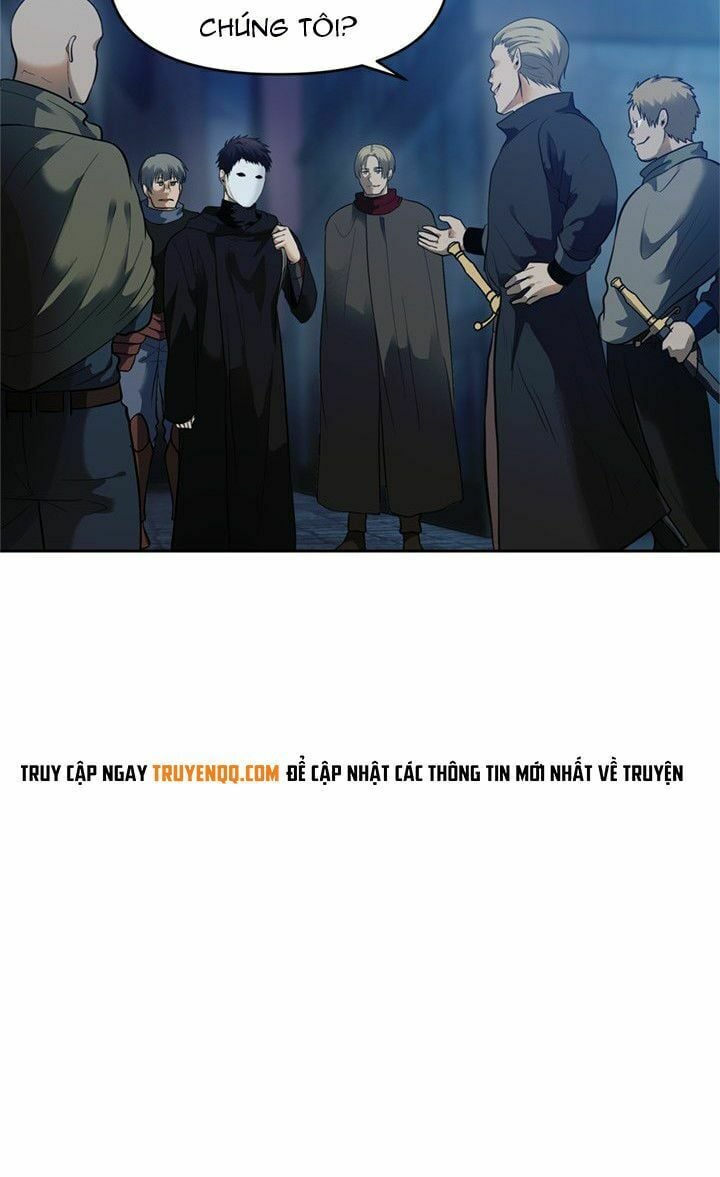 CHÚNG TÔI?
TRUY CẬP NGAY TRUYENQQ.COM ĐỂ CẬP NHẬT CÁC THÔNG TIN MỚI NHẤT VỀ TRUYỆN